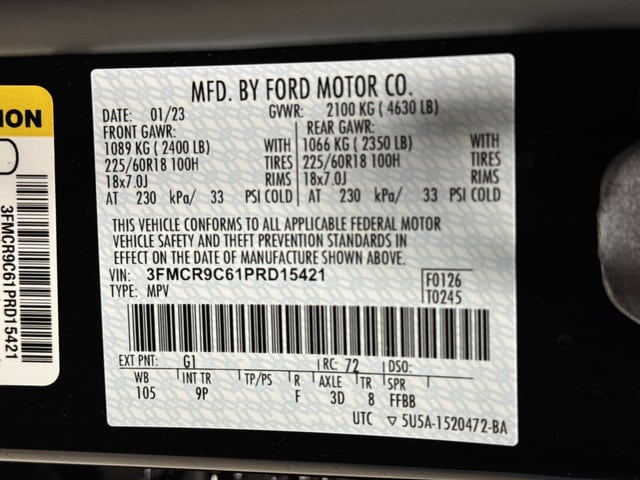 MFD. BY FORD MOTOR CO.
DATE: 01/23 GVWR: 2100 KG ( 4630 LB)
FRONT GAWR: REAR GAWR:
1089 KG ( 2400 LB) WITH 1066 KG ( 2350 LB) WITH
225/60R18 100H TIRES 225/60R18 100H TIRES
18x7.0J RIMS 18x7.0J RIMS
AT 230 kPa/ 33 PSI COLD AT 230 kPa/ 33 PSI COLD
THIS VEHICLE CONFORMS TO ALL APPLICABLE FEDERAL MOTOR
VEHICLE SAFETY AND THEFT PREVENTION STANDARDS IN
EFFECT ON THE DATE OF MANUFACTURE SHOWN ABOVE.
VIN: 3FMCR9C61PRD15421
TYPE: MPV
F0126
T0245
EXT PNT: G1 RC: 72 DSO:
WB INT TR TP/PS R AXLE TR SPR
105 9P F 3D 8 FFBB
UTC ▽ 5U5A-1520472-BA
ION
3FMCR9C61PRD15421